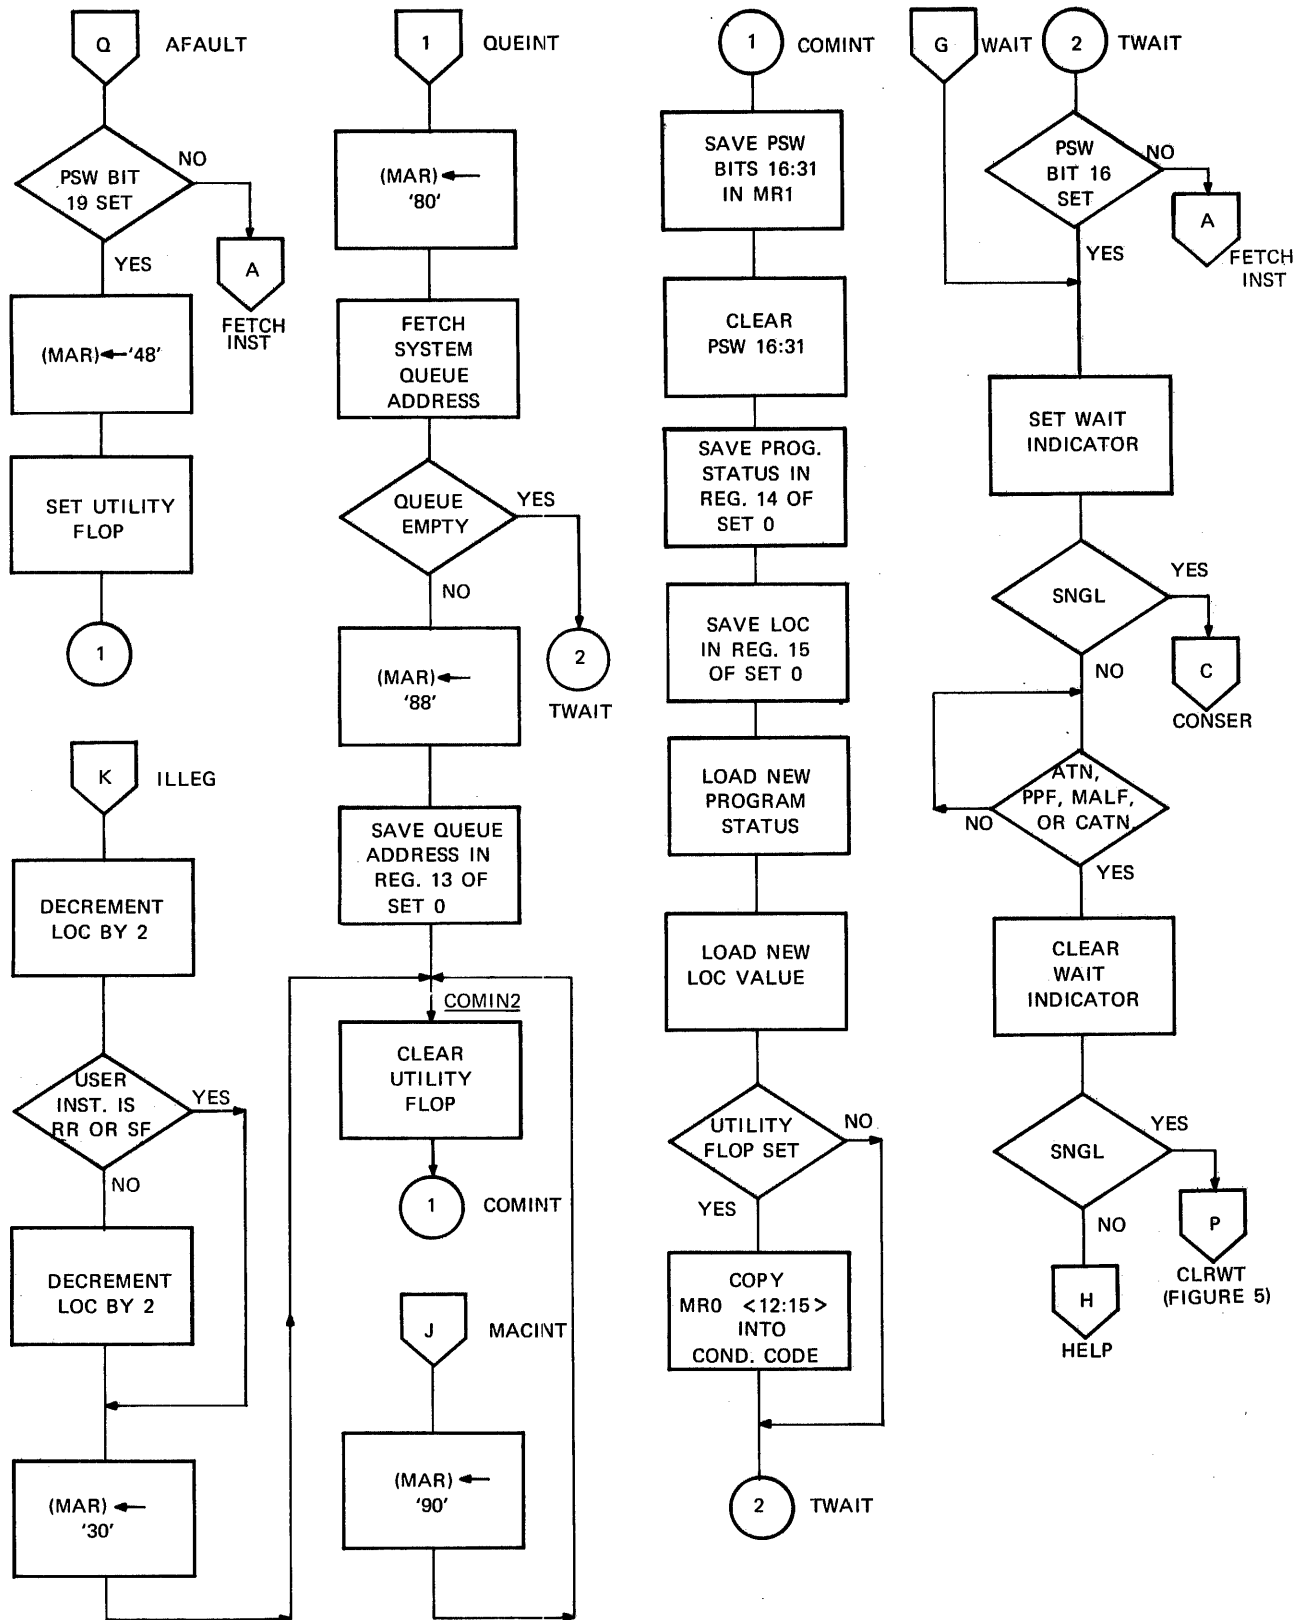 Q AFAULT
PSW BIT
19 SET
NO
YES
A
FETCH
INST
(MAR)←‘48’
SET UTILITY
FLOP
1
K ILLEG
DECREMENT
LOC BY 2
USER
INST. IS
RR OR SF
YES
NO
DECREMENT
LOC BY 2
(MAR) ←
‘30’
1 QUEINT
(MAR) ←
‘80’
FETCH
SYSTEM
QUEUE
ADDRESS
QUEUE
EMPTY
YES
NO
2
TWAIT
(MAR) ←
‘88’
SAVE QUEUE
ADDRESS IN
REG. 13 OF
SET 0
COMIN2
CLEAR
UTILITY
FLOP
1 COMINT
J MACINT
(MAR) ←
‘90’
1 COMINT
SAVE PSW
BITS 16:31
IN MR1
CLEAR
PSW 16:31
SAVE PROG.
STATUS IN
REG. 14 OF
SET 0
SAVE LOC
IN REG. 15
OF SET 0
LOAD NEW
PROGRAM
STATUS
LOAD NEW
LOC VALUE
UTILITY
FLOP SET
NO
YES
COPY
MR0 <12:15>
INTO
COND. CODE
2 TWAIT
G WAIT
2 TWAIT
PSW
BIT 16
SET
NO
YES
A
FETCH
INST
SET WAIT
INDICATOR
SNGL
YES
NO
C
CONSER
ATN,
PPF, MALF,
OR CATN
NO
YES
CLEAR
WAIT
INDICATOR
SNGL
YES
NO
P
CLRWT
(FIGURE 5)
H
HELP